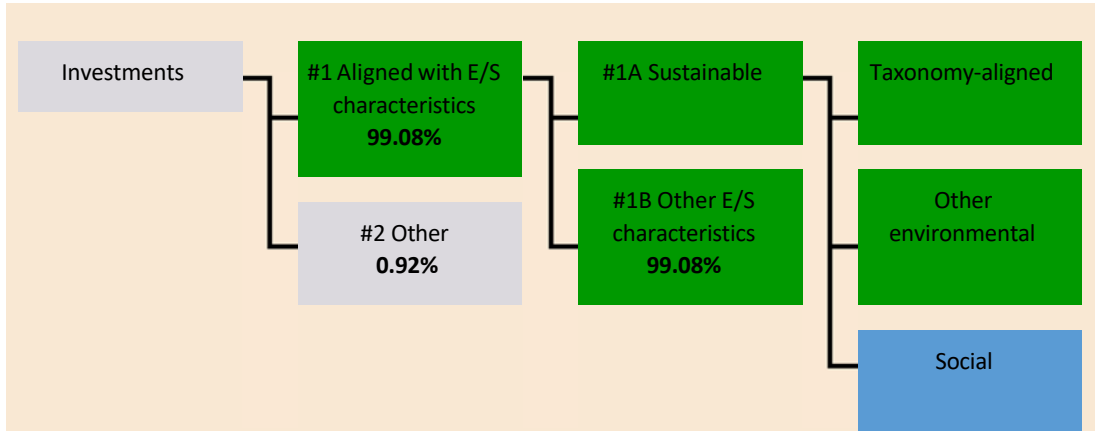 Investments
#1 Aligned with E/S
characteristics
99.08%
#2 Other
0.92%
#1A Sustainable
#1B Other E/S
characteristics
99.08%
Taxonomy-aligned
Other
environmental
Social